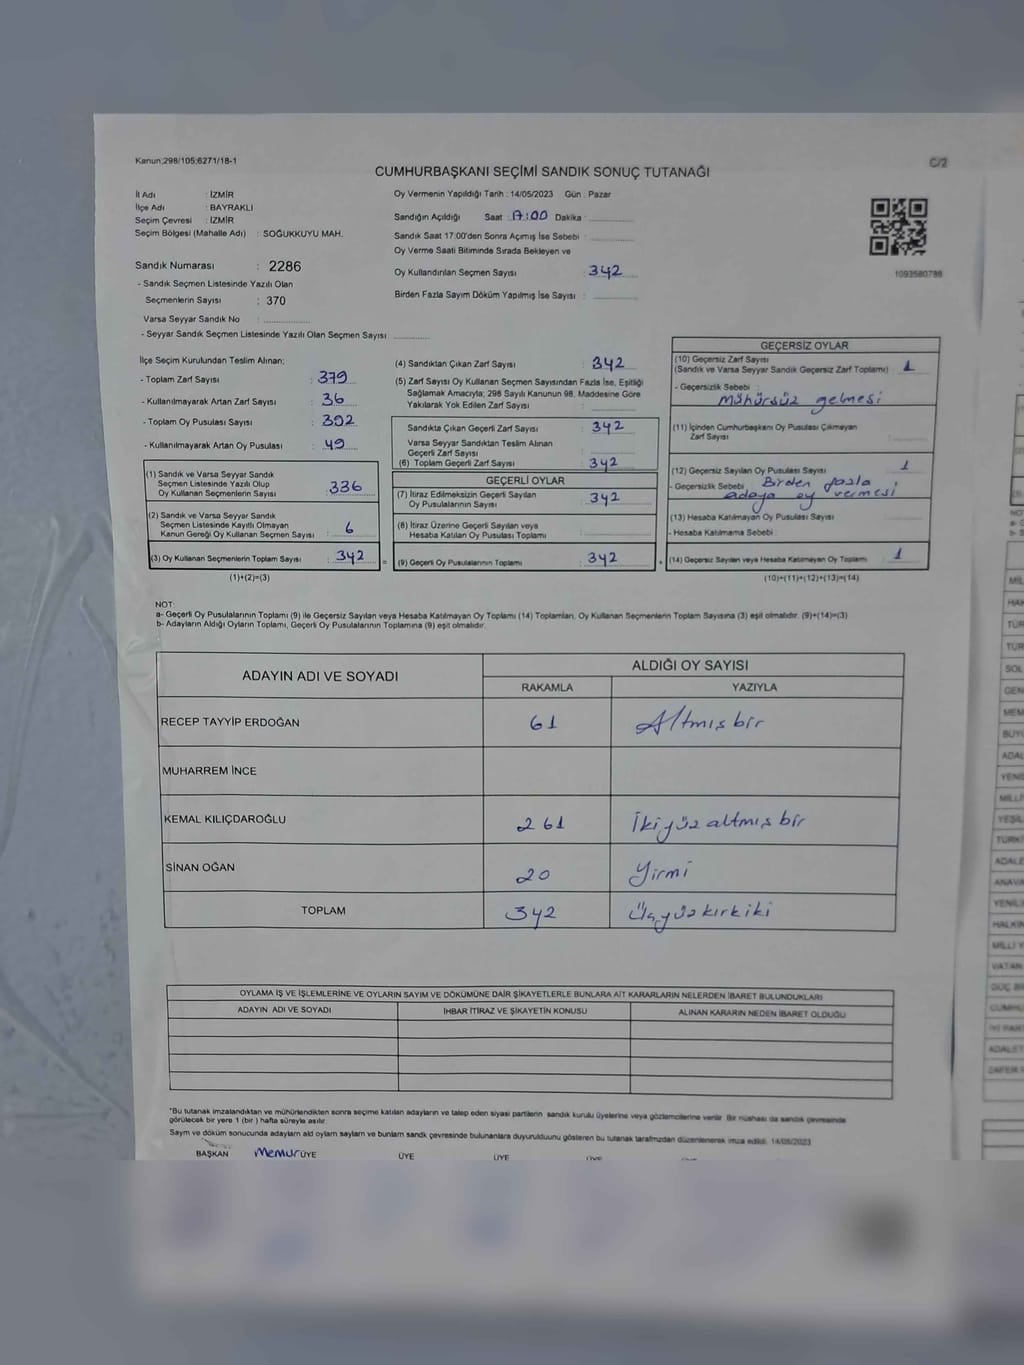 Kanun;298/105;6271/18-1
C/2
CUMHURBAŞKANI SEÇİMİ SANDIK SONUÇ TUTANAĞI
İl Adı : İZMİR
İlçe Adı : BAYRAKLI
Seçim Çevresi : İZMİR
Seçim Bölgesi (Mahalle Adı) : SOĞUKKUYU MAH.
Sandık Numarası : 2286
- Sandık Seçmen Listesinde Yazılı Olan
Seçmenlerin Sayısı : 370
Varsa Seyyar Sandık No :
- Seyyar Sandık Seçmen Listesinde Yazılı Olan Seçmen Sayısı
Oy Vermenin Yapıldığı Tarih : 14/05/2023 Gün : Pazar
Sandığın Açıldığı Saat : 17:00 Dakika :
Sandık Saat 17:00'den Sonra Açımış İse Sebebi :
Oy Verme Saati Bitiminde Sırada Bekleyen ve
Oy Kullandırılan Seçmen Sayısı : 342
Birden Fazla Sayım Döküm Yapılmış İse Sayısı :
1093580786
İlçe Seçim Kurulundan Teslim Alınan;
- Toplam Zarf Sayısı : 379
- Kullanılmayarak Artan Zarf Sayısı : 36
- Toplam Oy Pusulası Sayısı : 392
- Kullanılmayarak Artan Oy Pusulası : 49
(1) Sandık ve Varsa Seyyar Sandık
Seçmen Listesinde Yazılı Olup
Oy Kullanan Seçmenlerin Sayısı : 336
(2) Sandık ve Varsa Seyyar Sandık
Seçmen Listesinde Kayıtlı Olmayan
Kanun Gereği Oy Kullanan Seçmen Sayısı : 6
(3) Oy Kullanan Seçmenlerin Toplam Sayısı : 342
(1)+(2)=(3)
(4) Sandıktan Çıkan Zarf Sayısı : 342
(5) Zarf Sayısı Oy Kullanan Seçmen Sayısından Fazla İse, Eşitliği
Sağlamak Amacıyla; 298 Sayılı Kanunun 98. Maddesine Göre
Yakılarak Yok Edilen Zarf Sayısı :
Sandıkta Çıkan Geçerli Zarf Sayısı : 342
Varsa Seyyar Sandıktan Teslim Alınan
Geçerli Zarf Sayısı :
(6) Toplam Geçerli Zarf Sayısı : 342
GEÇERLİ OYLAR
(7) İtiraz Edilmeksizin Geçerli Sayılan
Oy Pusulalarının Sayısı : 342
(8) İtiraz Üzerine Geçerli Sayılan veya
Hesaba Katılan Oy Pusulası Toplamı :
= (9) Geçerli Oy Pusulalarının Toplamı : 342 +
GEÇERSİZ OYLAR
(10) Geçersiz Zarf Sayısı
(Sandık ve Varsa Seyyar Sandık Geçersiz Zarf Toplamı) : 1
- Geçersizlik Sebebi :
mühürsüz gelmesi
(11) İçinden Cumhurbaşkanı Oy Pusulası Çıkmayan
Zarf Sayısı :
(12) Geçersiz Sayılan Oy Pusulası Sayısı : 1
- Geçersizlik Sebebi : Birden fazla
adaya oy vermesi
(13) Hesaba Katılmayan Oy Pusulası Sayısı :
- Hesaba Katılmama Sebebi :
(14) Geçersiz Sayılan veya Hesaba Katılmayan Oy Toplamı : 1
(10)+(11)+(12)+(13)=(14)
NOT:
a- Geçerli Oy Pusulalarının Toplamı (9) ile Geçersiz Sayılan veya Hesaba Katılmayan Oy Toplamı (14) Toplamları, Oy Kullanan Seçmenlerin Toplam Sayısına (3) eşit olmalıdır. (9)+(14)=(3)
b- Adayların Aldığı Oyların Toplamı, Geçerli Oy Pusulalarının Toplamına (9) eşit olmalıdır.
ADAYIN ADI VE SOYADI
ALDIĞI OY SAYISI
RAKAMLA YAZIYLA
RECEP TAYYİP ERDOĞAN 61 Altmış bir
MUHARREM İNCE
KEMAL KILIÇDAROĞLU 261 İkiyüz altmış bir
SİNAN OĞAN 20 Yirmi
TOPLAM 342 Üçyüzkırkiki
OYLAMA İŞ VE İŞLEMLERİNE VE OYLARIN SAYIM VE DÖKÜMÜNE DAİR ŞİKAYETLERLE BUNLARA AİT KARARLARIN NELERDEN İBARET BULUNDUKLARI
ADAYIN ADI VE SOYADI İHBAR İTİRAZ VE ŞİKAYETİN KONUSU ALINAN KARARIN NEDEN İBARET OLDUĞU
*Bu tutanak imzalandıktan ve mühürlendikten sonra seçime katılan adayların ve talep eden siyasi partilerin sandık kurulu üyelerine veya gözlemcilerine verilir. Bir nüshası da sandık çevresinde
görülecek bir yere 1 (bir ) hafta süreyle asılır.
Sayım ve döküm sonucunda adayların aldı oyların sayıları ve bunların sandk çevresinde bulunanlara duyurulduunu gösteren bu tutanak tarafmzdan düzenlenerek imza edildi. 14/05/2023
BAŞKAN Memur ÜYE ÜYE ÜYE ÜYE